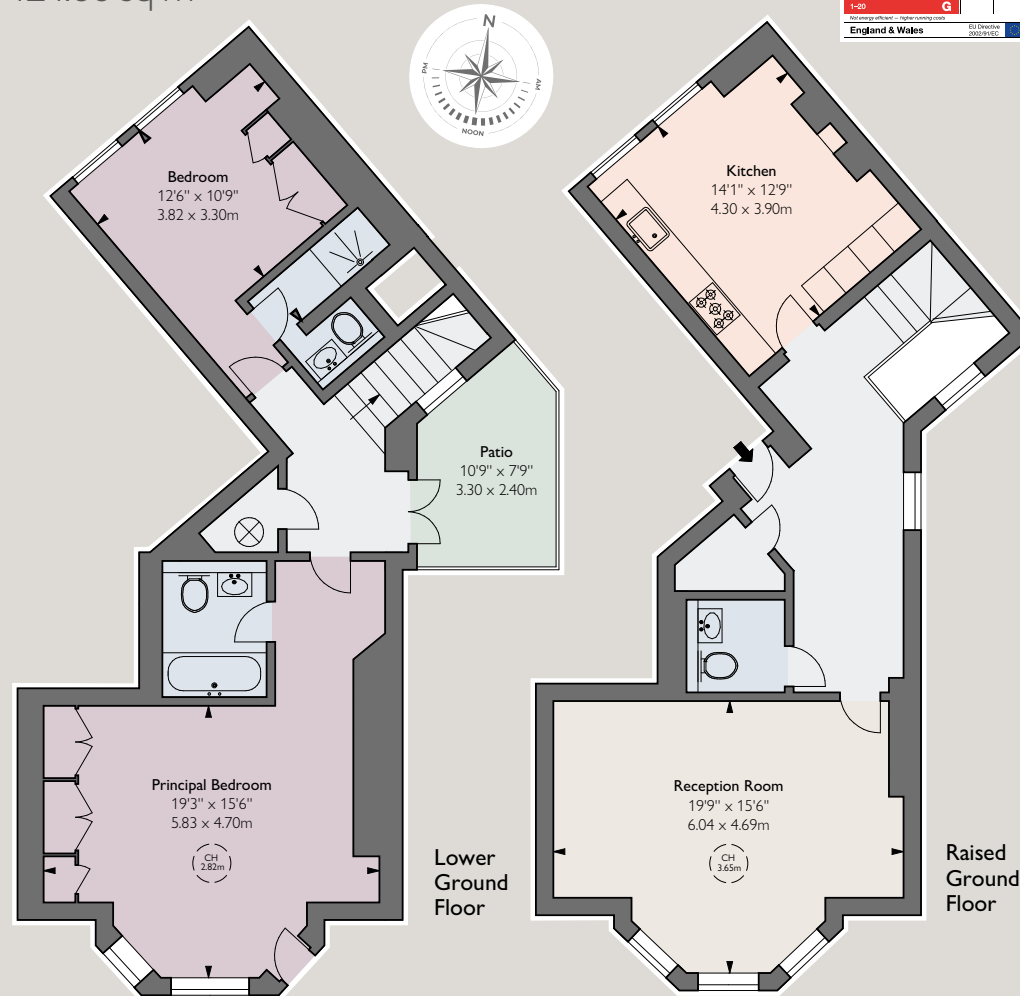 1–20
G
Not energy efficient – higher running costs
England & Wales
EU Directive
2002/91/EC
N
PM
AM
NOON
Bedroom
12'6" x 10'9"
3.82 x 3.30m
Kitchen
14'1" x 12'9"
4.30 x 3.90m
Patio
10'9" x 7'9"
3.30 x 2.40m
Principal Bedroom
19'3" x 15'6"
5.83 x 4.70m
CH
2.82m
Lower
Ground
Floor
Reception Room
19'9" x 15'6"
6.04 x 4.69m
CH
3.65m
Raised
Ground
Floor